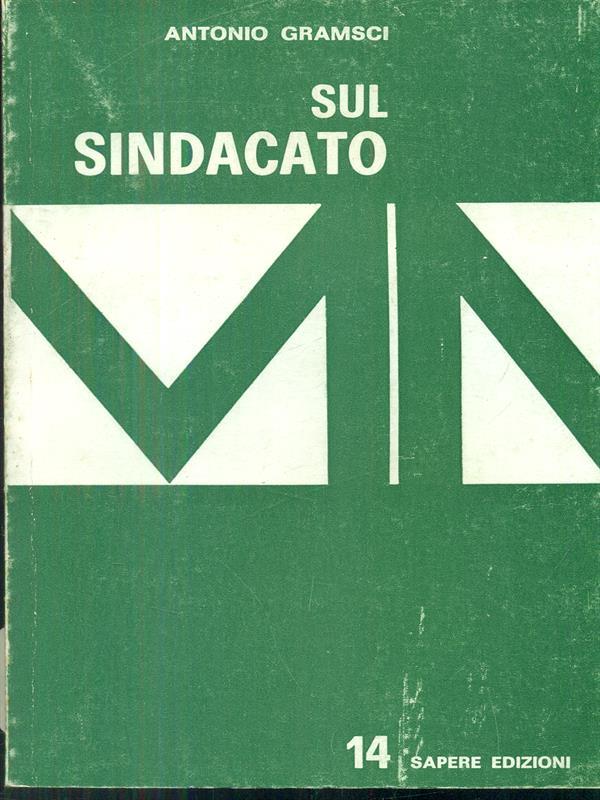 ANTONIO GRAMSCI
SUL
SINDACATO
14 SAPERE EDIZIONI